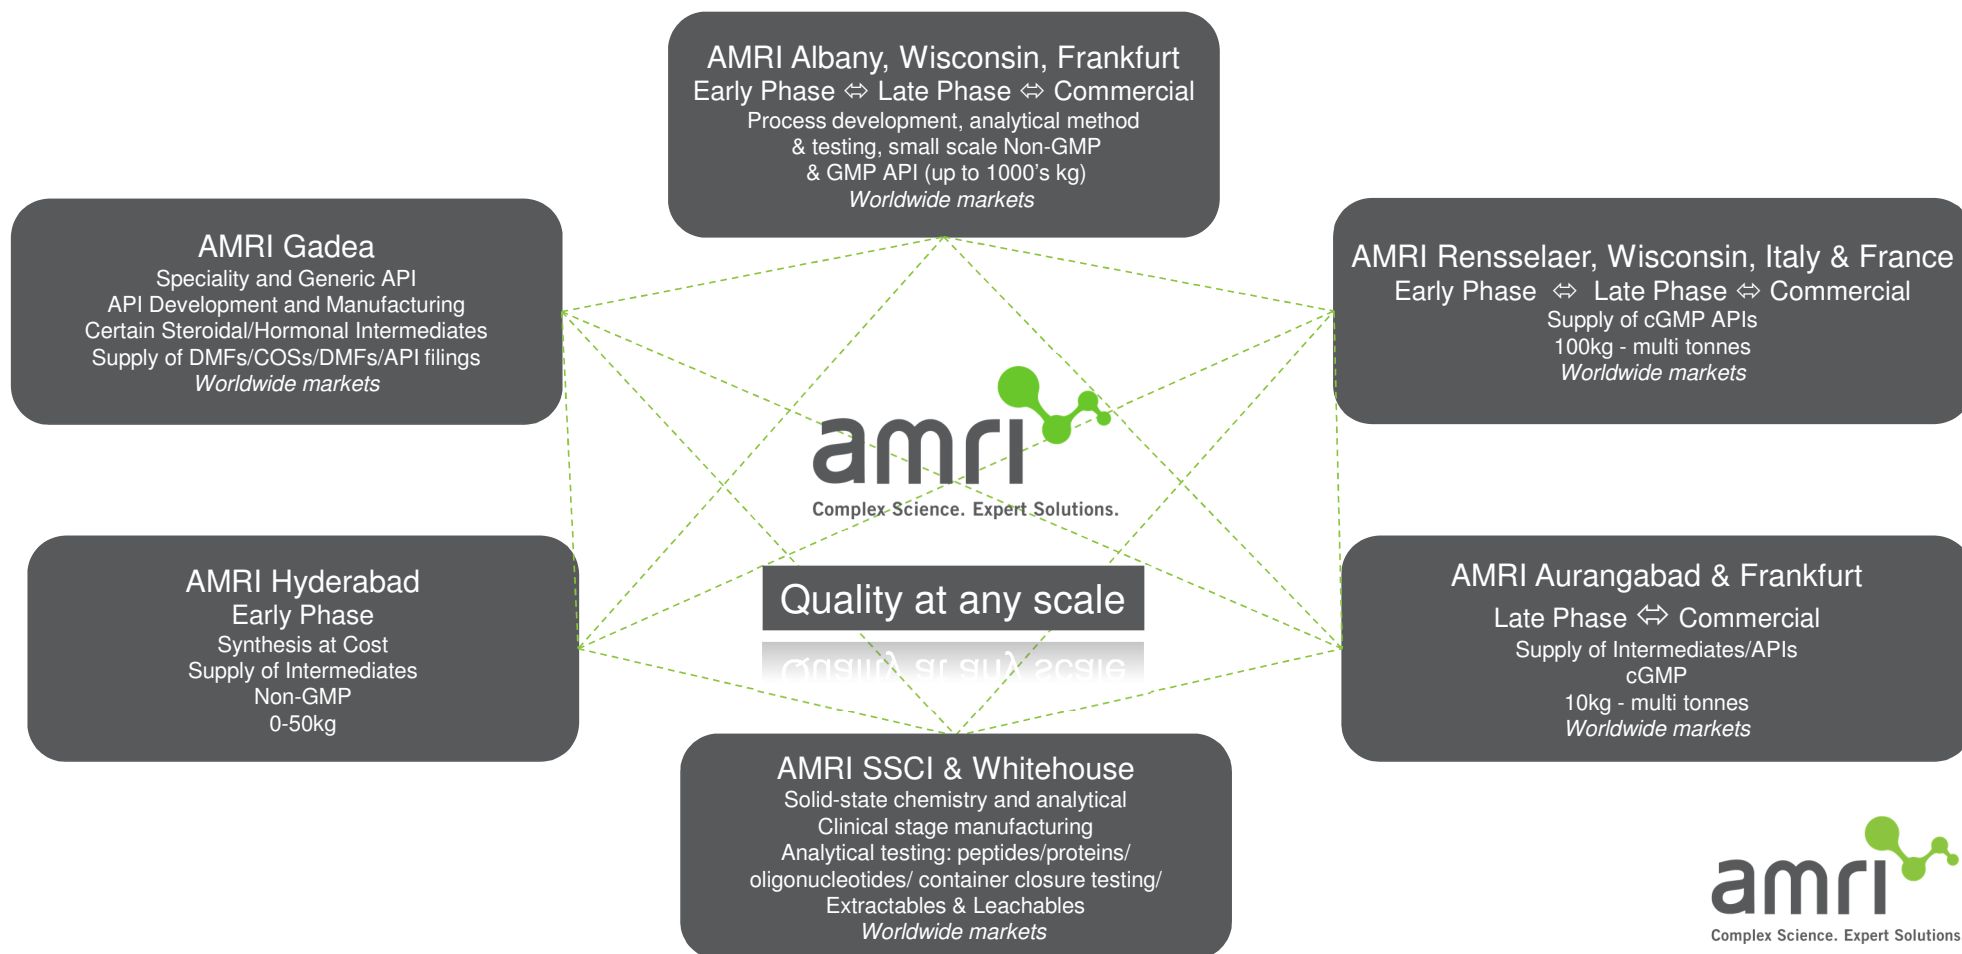 AMRI Albany, Wisconsin, Frankfurt
Early Phase ⇔ Late Phase ⇔ Commercial
Process development, analytical method
& testing, small scale Non-GMP
& GMP API (up to 1000’s kg)
Worldwide markets
AMRI Gadea
Speciality and Generic API
API Development and Manufacturing
Certain Steroidal/Hormonal Intermediates
Supply of DMFs/COSs/DMFs/API filings
Worldwide markets
AMRI Rensselaer, Wisconsin, Italy & France
Early Phase ⇔ Late Phase ⇔ Commercial
Supply of cGMP APIs
100kg - multi tonnes
Worldwide markets
amri
Complex Science. Expert Solutions.
Quality at any scale
AMRI Hyderabad
Early Phase
Synthesis at Cost
Supply of Intermediates
Non-GMP
0-50kg
AMRI Aurangabad & Frankfurt
Late Phase ⇔ Commercial
Supply of Intermediates/APIs
cGMP
10kg - multi tonnes
Worldwide markets
AMRI SSCI & Whitehouse
Solid-state chemistry and analytical
Clinical stage manufacturing
Analytical testing: peptides/proteins/
oligonucleotides/ container closure testing/
Extractables & Leachables
Worldwide markets
amri
Complex Science. Expert Solutions